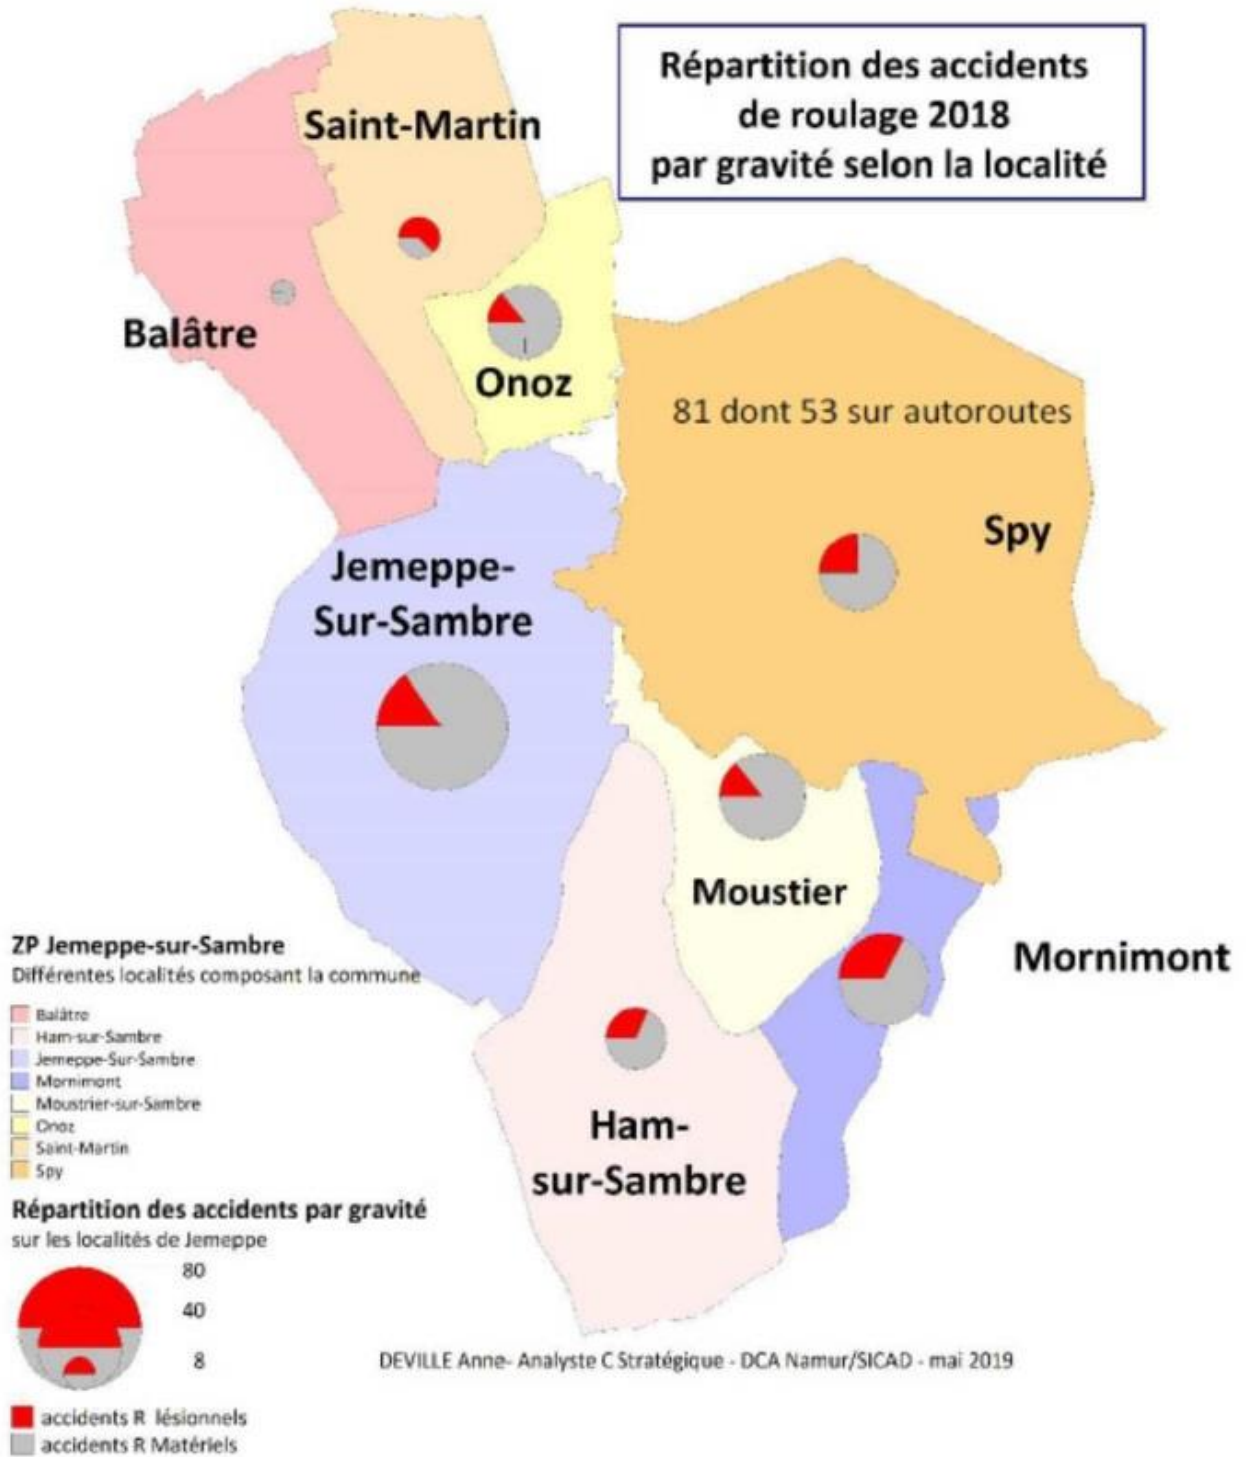 Répartition des accidents
de roulage 2018
par gravité selon la localité
Saint-Martin
Balâtre
Onoz
81 dont 53 sur autoroutes
Spy
Jemeppe-
Sur-Sambre
Moustier
Mornimont
Ham-
sur-Sambre
ZP Jemeppe-sur-Sambre
Différentes localités composant la commune
Balâtre
Ham-sur-Sambre
Jemeppe-Sur-Sambre
Mornimont
Moustrier-sur-Sambre
Onoz
Saint-Martin
Spy
Répartition des accidents par gravité
sur les localités de Jemeppe
80
40
8
accidents R lésionnels
accidents R Matériels
DEVILLE Anne- Analyste C Stratégique - DCA Namur/SICAD - mai 2019